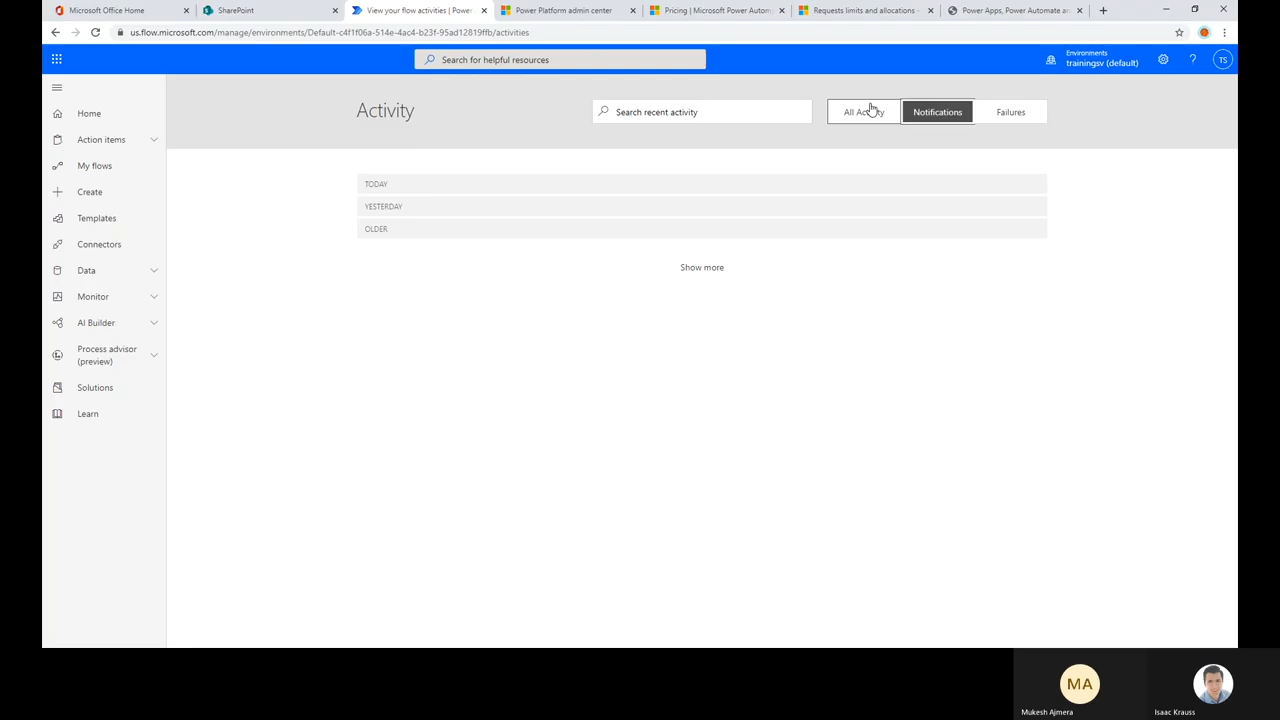 Microsoft Office Home
SharePoint
View your flow activities | Power
Power Platform admin center
Pricing | Microsoft Power Autom
Requests limits and allocations -
Power Apps, Power Automate an
us.flow.microsoft.com/manage/environments/Default-c4f1f06a-514e-4ac4-b23f-95ad12819ffb/activities
Search for helpful resources
Environments
trainingsv (default)
TS
Activity
Search recent activity
All Activity
Notifications
Failures
Home
Action items
My flows
Create
Templates
Connectors
Data
Monitor
AI Builder
Process advisor
(preview)
Solutions
Learn
TODAY
YESTERDAY
OLDER
Show more
MA
Mukesh Ajmera
Isaac Krauss